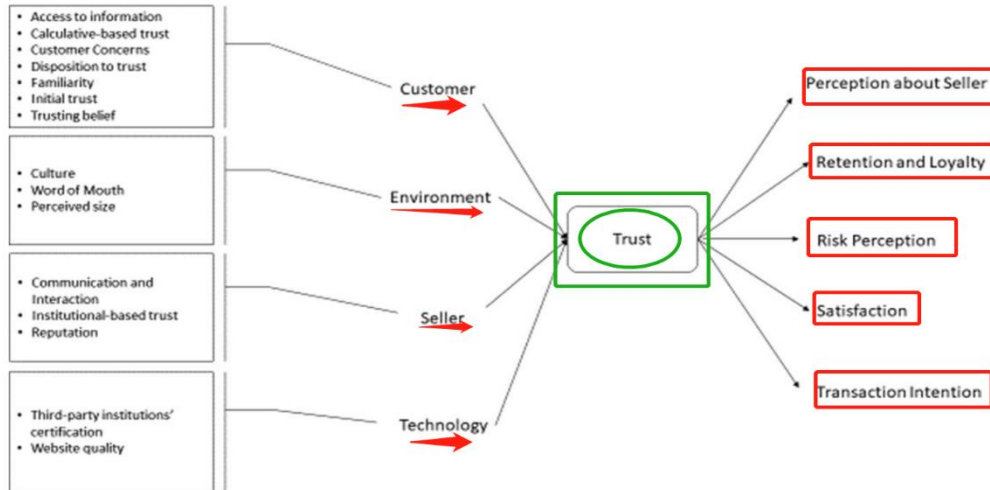 • Access to information
• Calculative-based trust
• Customer Concerns
• Disposition to trust
• Familiarity
• Initial trust
• Trusting belief
• Culture
• Word of Mouth
• Perceived size
• Communication and
Interaction
• Institutional-based trust
• Reputation
• Third-party institutions’
certification
• Website quality
Customer
Environment
Seller
Technology
Trust
Perception about Seller
Retention and Loyalty
Risk Perception
Satisfaction
Transaction Intention